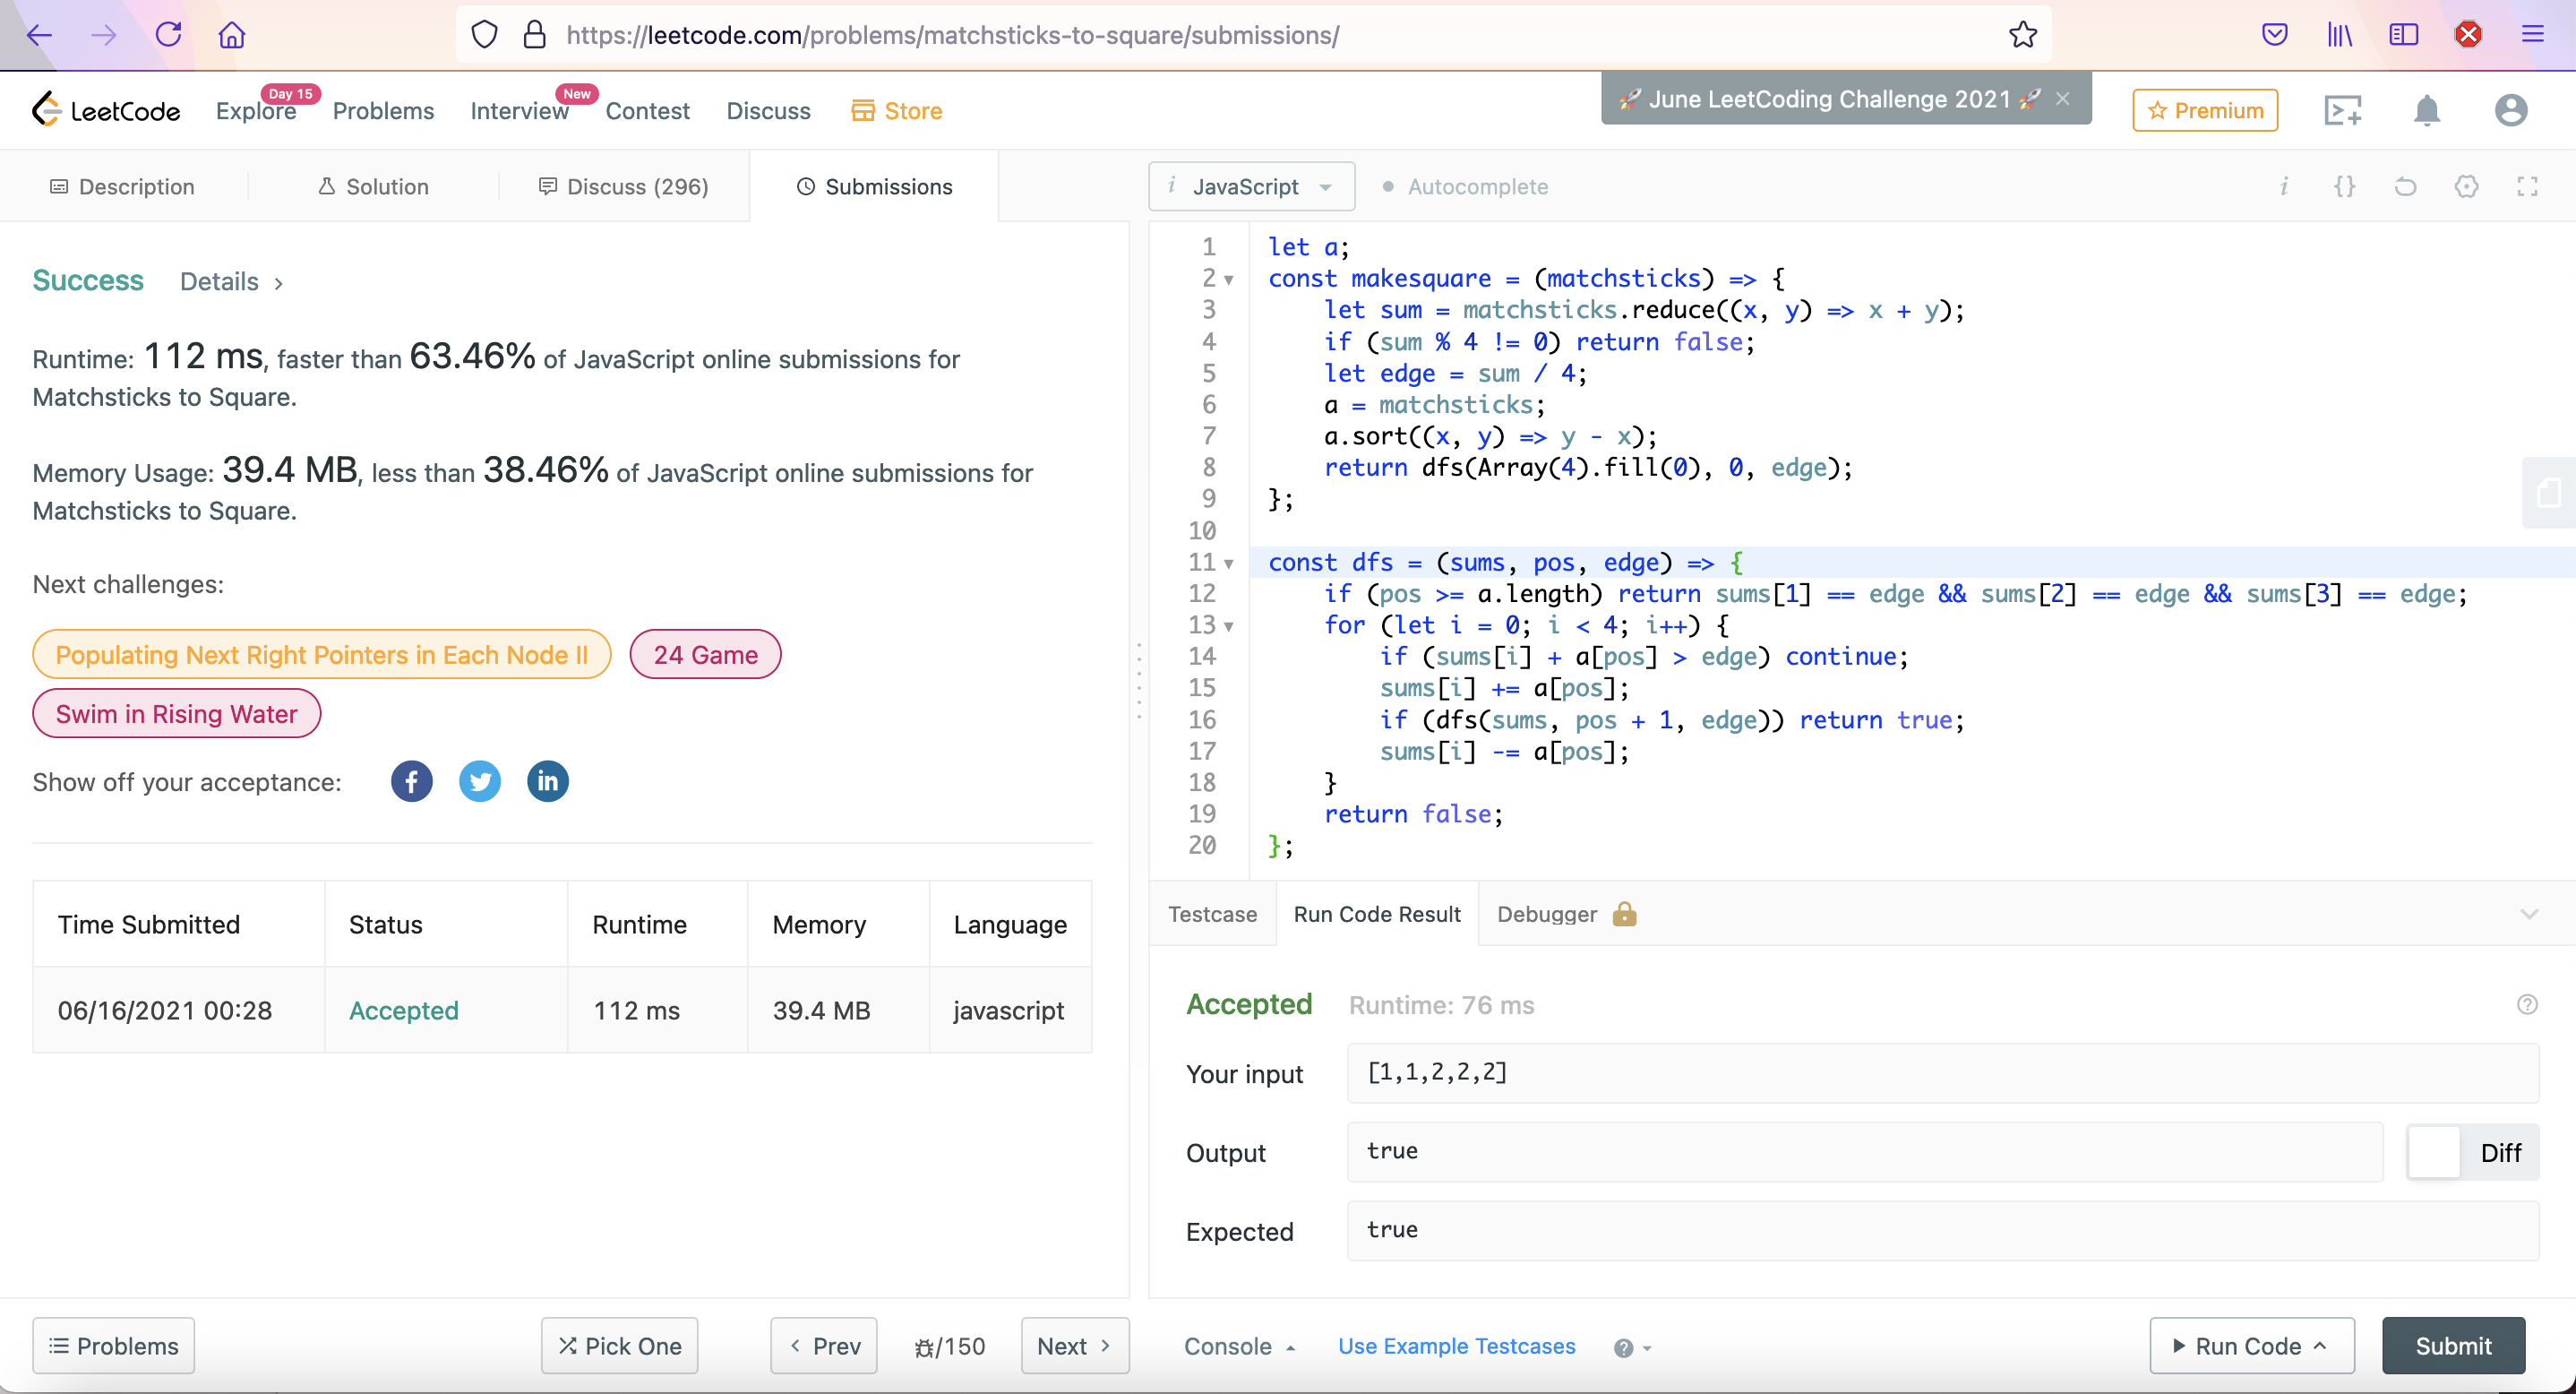 https://leetcode.com/problems/matchsticks-to-square/submissions/
LeetCode
Explore
Day 15
Problems
Interview
New
Contest
Discuss
Store
🚀 June LeetCoding Challenge 2021 🚀
Premium
Description
Solution
Discuss (296)
Submissions
Success
Details
Runtime: 112 ms, faster than 63.46% of JavaScript online submissions for
Matchsticks to Square.
Memory Usage: 39.4 MB, less than 38.46% of JavaScript online submissions for
Matchsticks to Square.
Next challenges:
Populating Next Right Pointers in Each Node II
24 Game
Swim in Rising Water
Show off your acceptance:
Time Submitted Status Runtime Memory Language
06/16/2021 00:28 Accepted 112 ms 39.4 MB javascript
Problems
Pick One
Prev
/150
Next
i JavaScript
Autocomplete
i {}
1 let a;
2 const makesquare = (matchsticks) => {
3     let sum = matchsticks.reduce((x, y) => x + y);
4     if (sum % 4 != 0) return false;
5     let edge = sum / 4;
6     a = matchsticks;
7     a.sort((x, y) => y - x);
8     return dfs(Array(4).fill(0), 0, edge);
9 };
10
11 const dfs = (sums, pos, edge) => {
12     if (pos >= a.length) return sums[1] == edge && sums[2] == edge && sums[3] == edge;
13     for (let i = 0; i < 4; i++) {
14         if (sums[i] + a[pos] > edge) continue;
15         sums[i] += a[pos];
16         if (dfs(sums, pos + 1, edge)) return true;
17         sums[i] -= a[pos];
18     }
19     return false;
20 };
Testcase
Run Code Result
Debugger
Accepted
Runtime: 76 ms
Your input
[1,1,2,2,2]
Output
true
Diff
Expected
true
Console
Use Example Testcases
Run Code
Submit